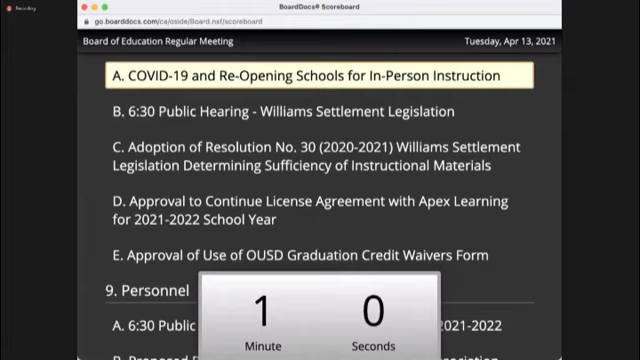 Recording
BoardDocs® Scoreboard
go.boarddocs.com/ca/oside/Board.nsf/scoreboard
Board of Education Regular Meeting
Tuesday, Apr 13, 2021
A. COVID-19 and Re-Opening Schools for In-Person Instruction
B. 6:30 Public Hearing - Williams Settlement Legislation
C. Adoption of Resolution No. 30 (2020-2021) Williams Settlement
Legislation Determining Sufficiency of Instructional Materials
D. Approval to Continue License Agreement with Apex Learning
for 2021-2022 School Year
E. Approval of Use of OUSD Graduation Credit Waivers Form
9. Personnel
1 0
Minute Seconds
A. 6:30 Public
2021-2022